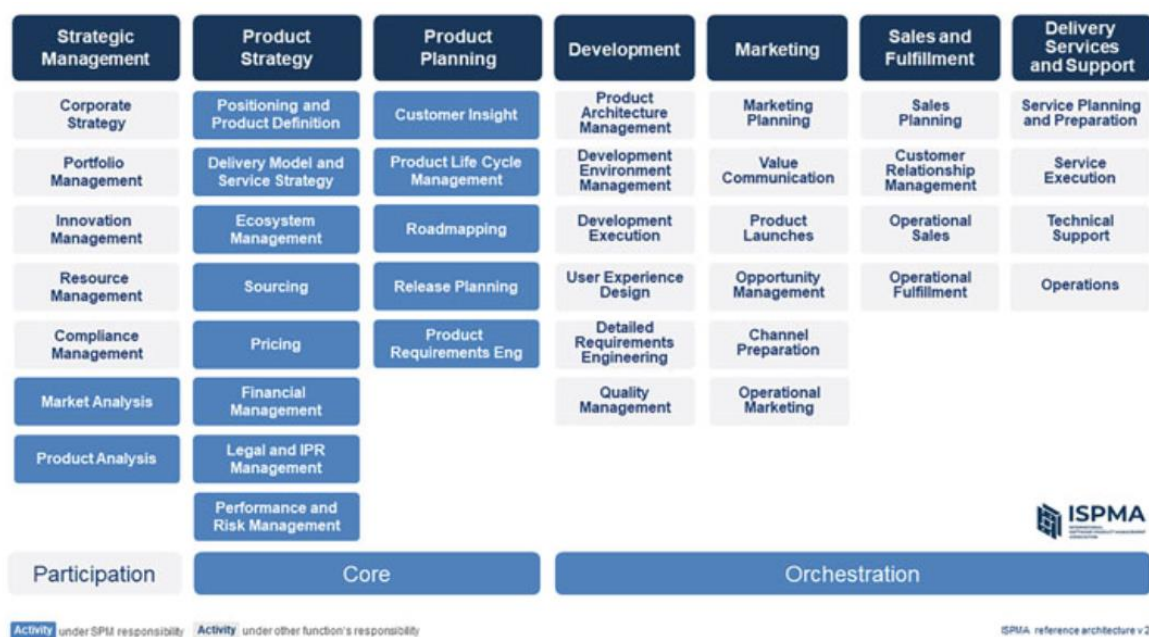 Strategic
Management
Product
Strategy
Product
Planning
Development
Marketing
Sales and
Fulfillment
Delivery
Services
and Support
Corporate
Strategy
Portfolio
Management
Innovation
Management
Resource
Management
Compliance
Management
Market Analysis
Product Analysis
Positioning and
Product Definition
Delivery Model and
Service Strategy
Ecosystem
Management
Sourcing
Pricing
Financial
Management
Legal and IPR
Management
Performance and
Risk Management
Customer Insight
Product Life Cycle
Management
Roadmapping
Release Planning
Product
Requirements Eng
Product
Architecture
Management
Development
Environment
Management
Development
Execution
User Experience
Design
Detailed
Requirements
Engineering
Quality
Management
Marketing
Planning
Value
Communication
Product
Launches
Opportunity
Management
Channel
Preparation
Operational
Marketing
Sales
Planning
Customer
Relationship
Management
Operational
Sales
Operational
Fulfillment
Service Planning
and Preparation
Service
Execution
Technical
Support
Operations
ISPMA
INTERNATIONAL
SOFTWARE PRODUCT MANAGEMENT
ASSOCIATION
Participation
Core
Orchestration
Activity under SPM responsibility
Activity under other function's responsibility
ISPMA reference architecture v 2